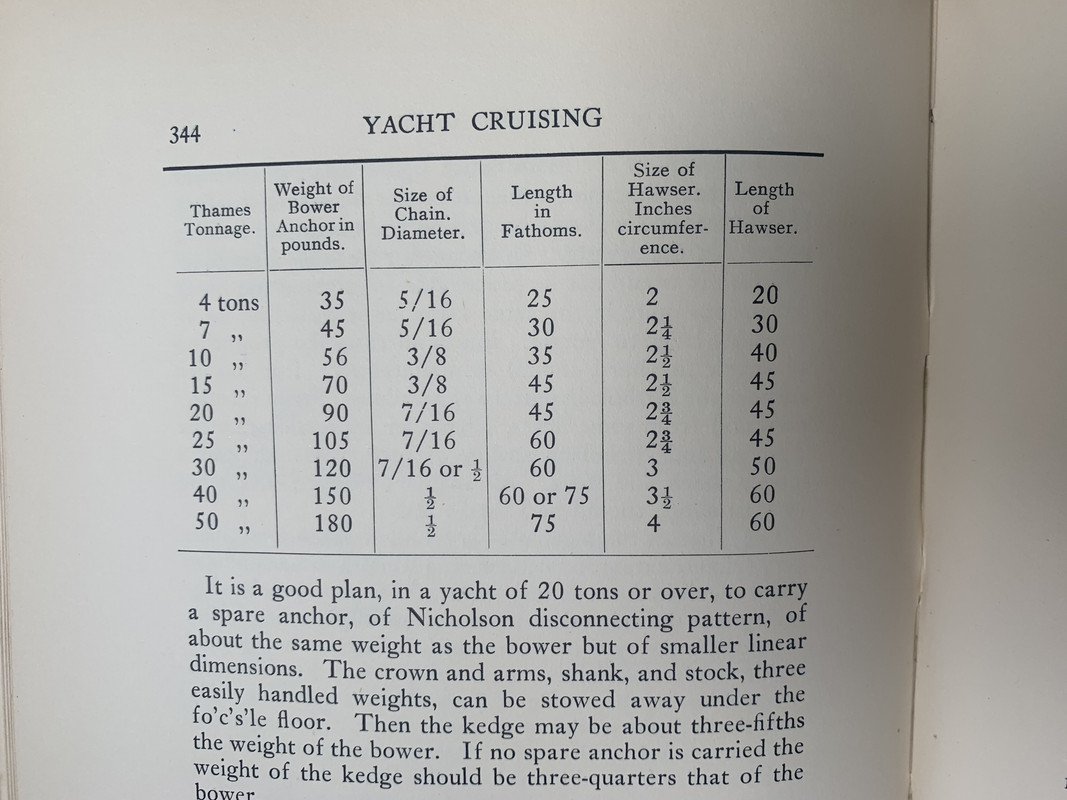 344
YACHT CRUISING
Thames Tonnage. Weight of Bower Anchor in pounds. Size of Chain. Diameter. Length in Fathoms. Size of Hawser. Inches circumfer-ence. Length of Hawser.
4 tons 35 5/16 25 2 20
7 „ 45 5/16 30 2¼ 30
10 „ 56 3/8 35 2½ 40
15 „ 70 3/8 45 2½ 45
20 „ 90 7/16 45 2¾ 45
25 „ 105 7/16 60 2¾ 45
30 „ 120 7/16 or ½ 60 3 50
40 „ 150 ½ 60 or 75 3½ 60
50 „ 180 ½ 75 4 60
It is a good plan, in a yacht of 20 tons or over, to carry
a spare anchor, of Nicholson disconnecting pattern, of
about the same weight as the bower but of smaller linear
dimensions. The crown and arms, shank, and stock, three
easily handled weights, can be stowed away under the
fo'c's'le floor. Then the kedge may be about three-fifths
the weight of the bower. If no spare anchor is carried the
weight of the kedge should be three-quarters that of the
bower